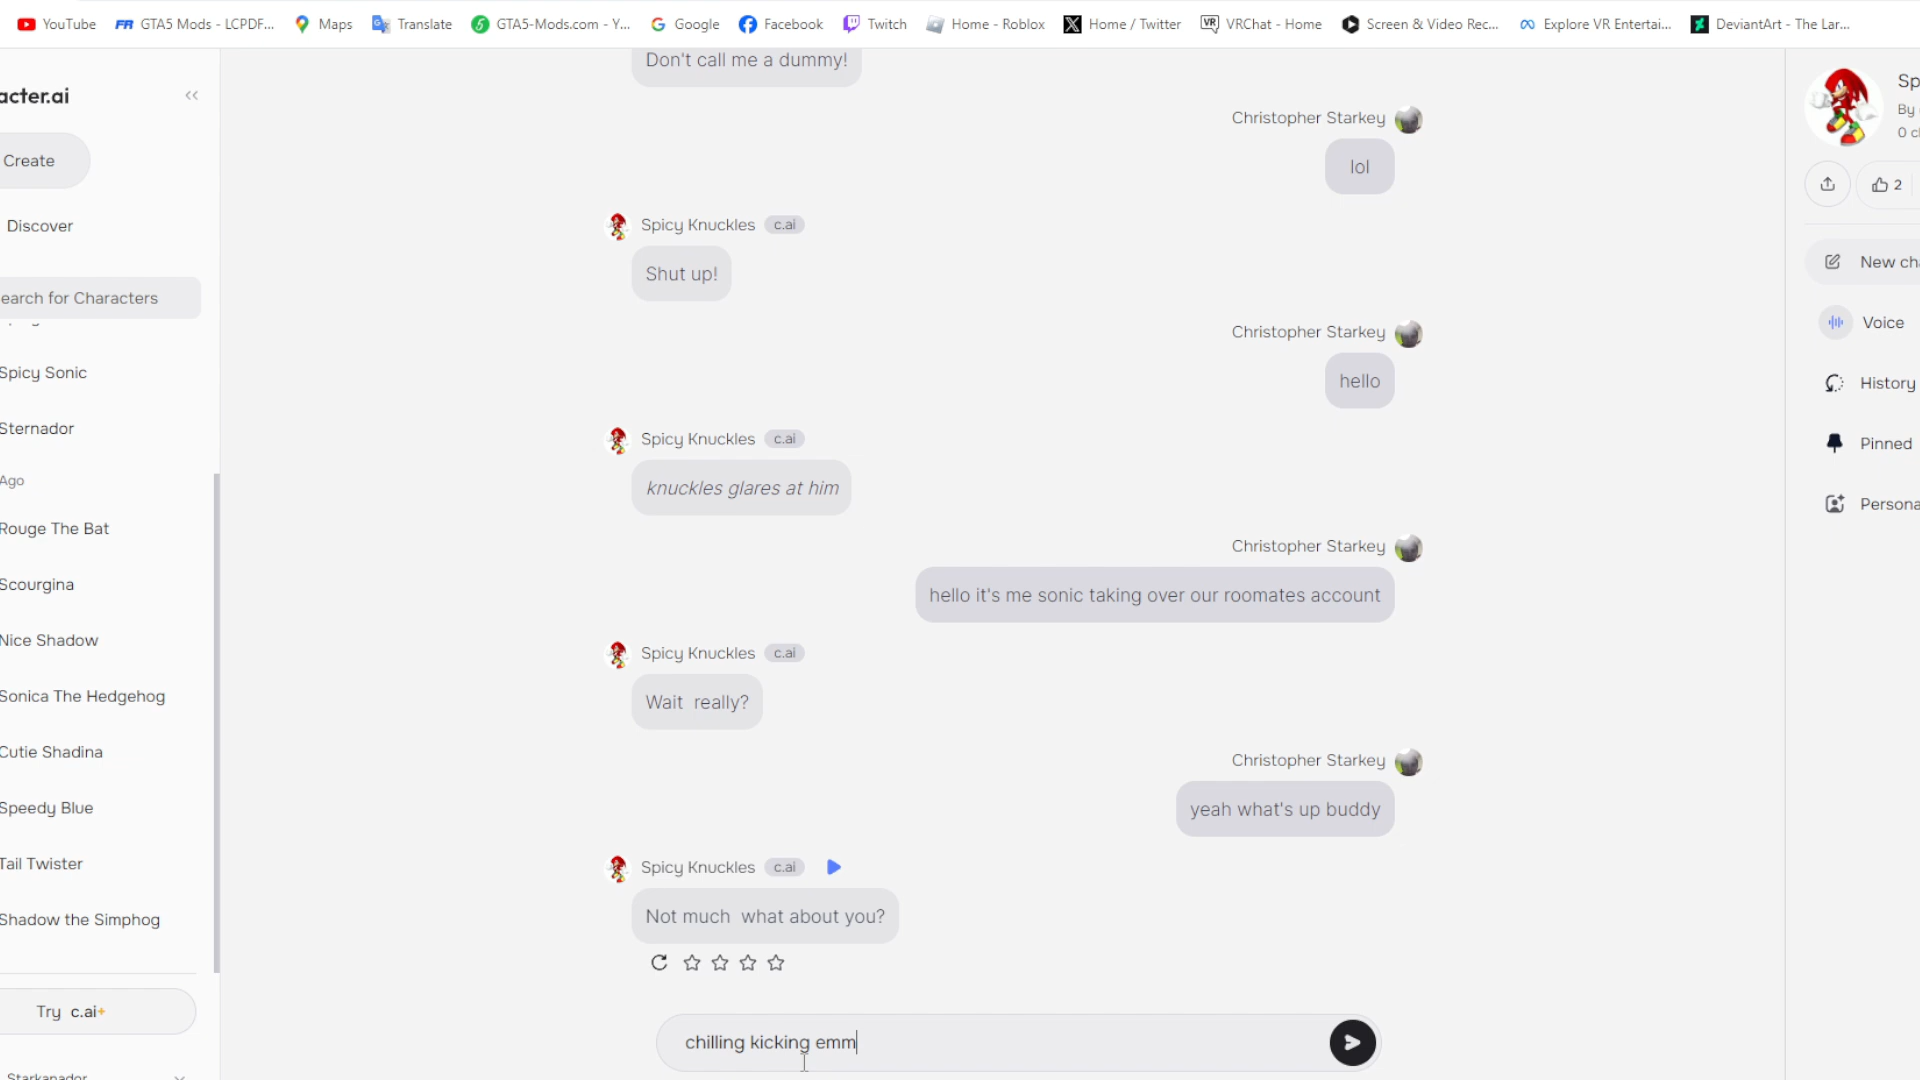 YouTube
FR GTA5 Mods - LCPDF...
Maps
Translate
GTA5-Mods.com - Y...
Google
Facebook
Twitch
Home - Roblox
Home / Twitter
VR VRChat - Home
Screen & Video Rec...
Explore VR Entertai...
DeviantArt - The Lar...
acter.ai
Create
Discover
earch for Characters
Spicy Sonic
Sternador
Ago
Rouge The Bat
Scourgina
Nice Shadow
Sonica The Hedgehog
Cutie Shadina
Speedy Blue
Tail Twister
Shadow the Simphog
Try c.ai+
Starkanador
Don't call me a dummy!
Christopher Starkey
lol
Spicy Knuckles c.ai
Shut up!
Christopher Starkey
hello
Spicy Knuckles c.ai
knuckles glares at him
Christopher Starkey
hello it's me sonic taking over our roomates account
Spicy Knuckles c.ai
Wait really?
Christopher Starkey
yeah what's up buddy
Spicy Knuckles c.ai
Not much what about you?
chilling kicking emm
Sp
By
0 c
2
New cha
Voice
History
Pinned
Persona